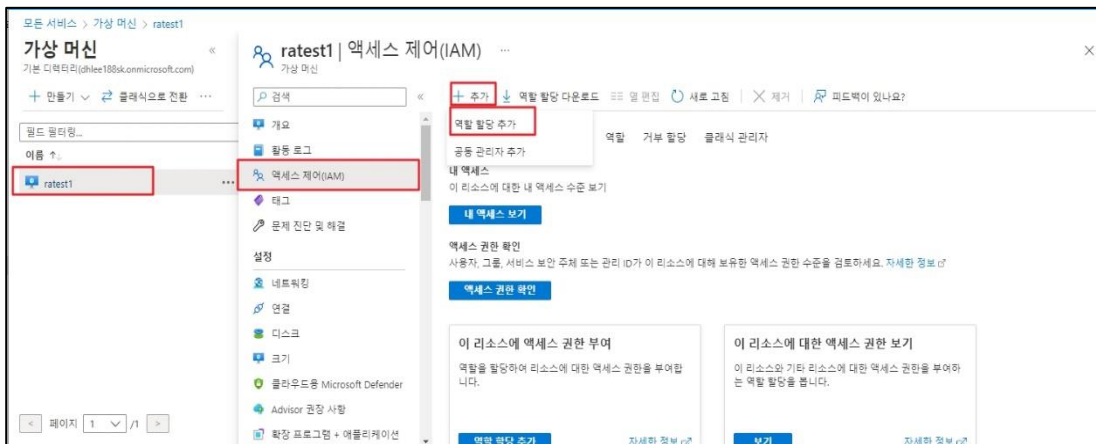 모든 서비스 > 가상 머신 > ratest1
가상 머신 «
기본 디렉터리(dhlee188sk.onmicrosoft.com)
+ 만들기 클래식으로 전환 ···
필드 필터링...
이름 ↑↓
ratest1 ···
< 페이지 1 /1 >
ratest1 | 액세스 제어(IAM) ···
가상 머신
검색 «
개요
활동 로그
액세스 제어(IAM)
태그
문제 진단 및 해결
설정
네트워킹
연결
디스크
크기
클라우드용 Microsoft Defender
Advisor 권장 사항
확장 프로그램 + 애플리케이션
+ 추가 역할 할당 다운로드 열 편집 새로 고침 제거 피드백이 있나요?
역할 할당 추가
공동 관리자 추가
역할 거부 할당 클래식 관리자
내 액세스
이 리소스에 대한 내 액세스 수준 보기
내 액세스 보기
액세스 권한 확인
사용자, 그룹, 서비스 보안 주체 또는 관리 ID가 이 리소스에 대해 보유한 액세스 권한 수준을 검토하세요. 자세한 정보
액세스 권한 확인
이 리소스에 액세스 권한 부여
역할을 할당하여 리소스에 대한 액세스 권한을 부여합
니다.
역할 할당 추가 자세한 정보
이 리소스에 대한 액세스 권한 보기
이 리소스와 기타 리소스에 대한 액세스 권한을 부여하
는 역할 할당을 봅니다.
보기 자세한 정보